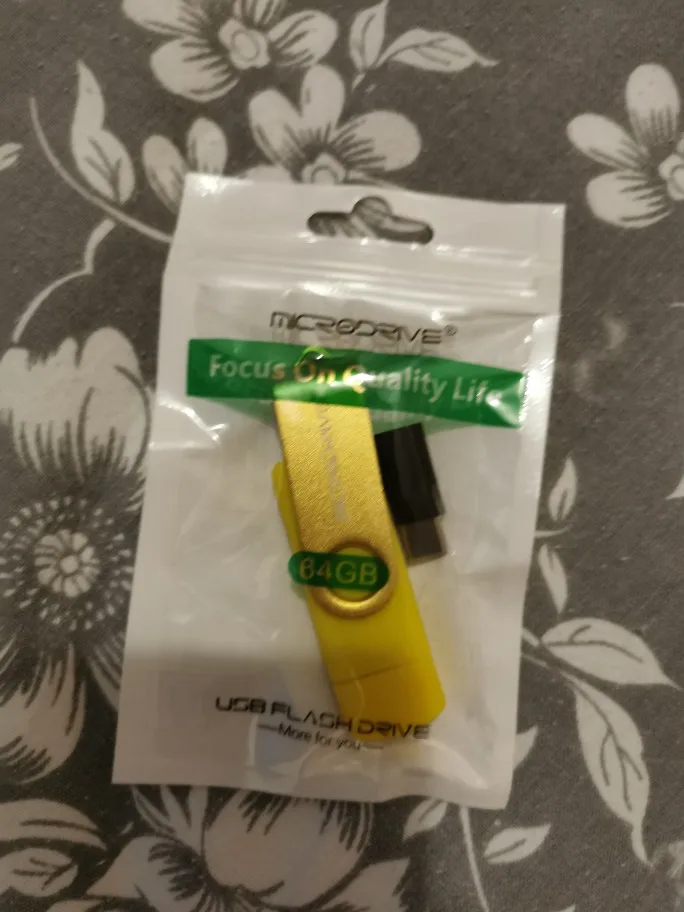 MICRODRIVE®
Focus On Quality Life
64GB
USB FLASH DRIVE
—More for you—